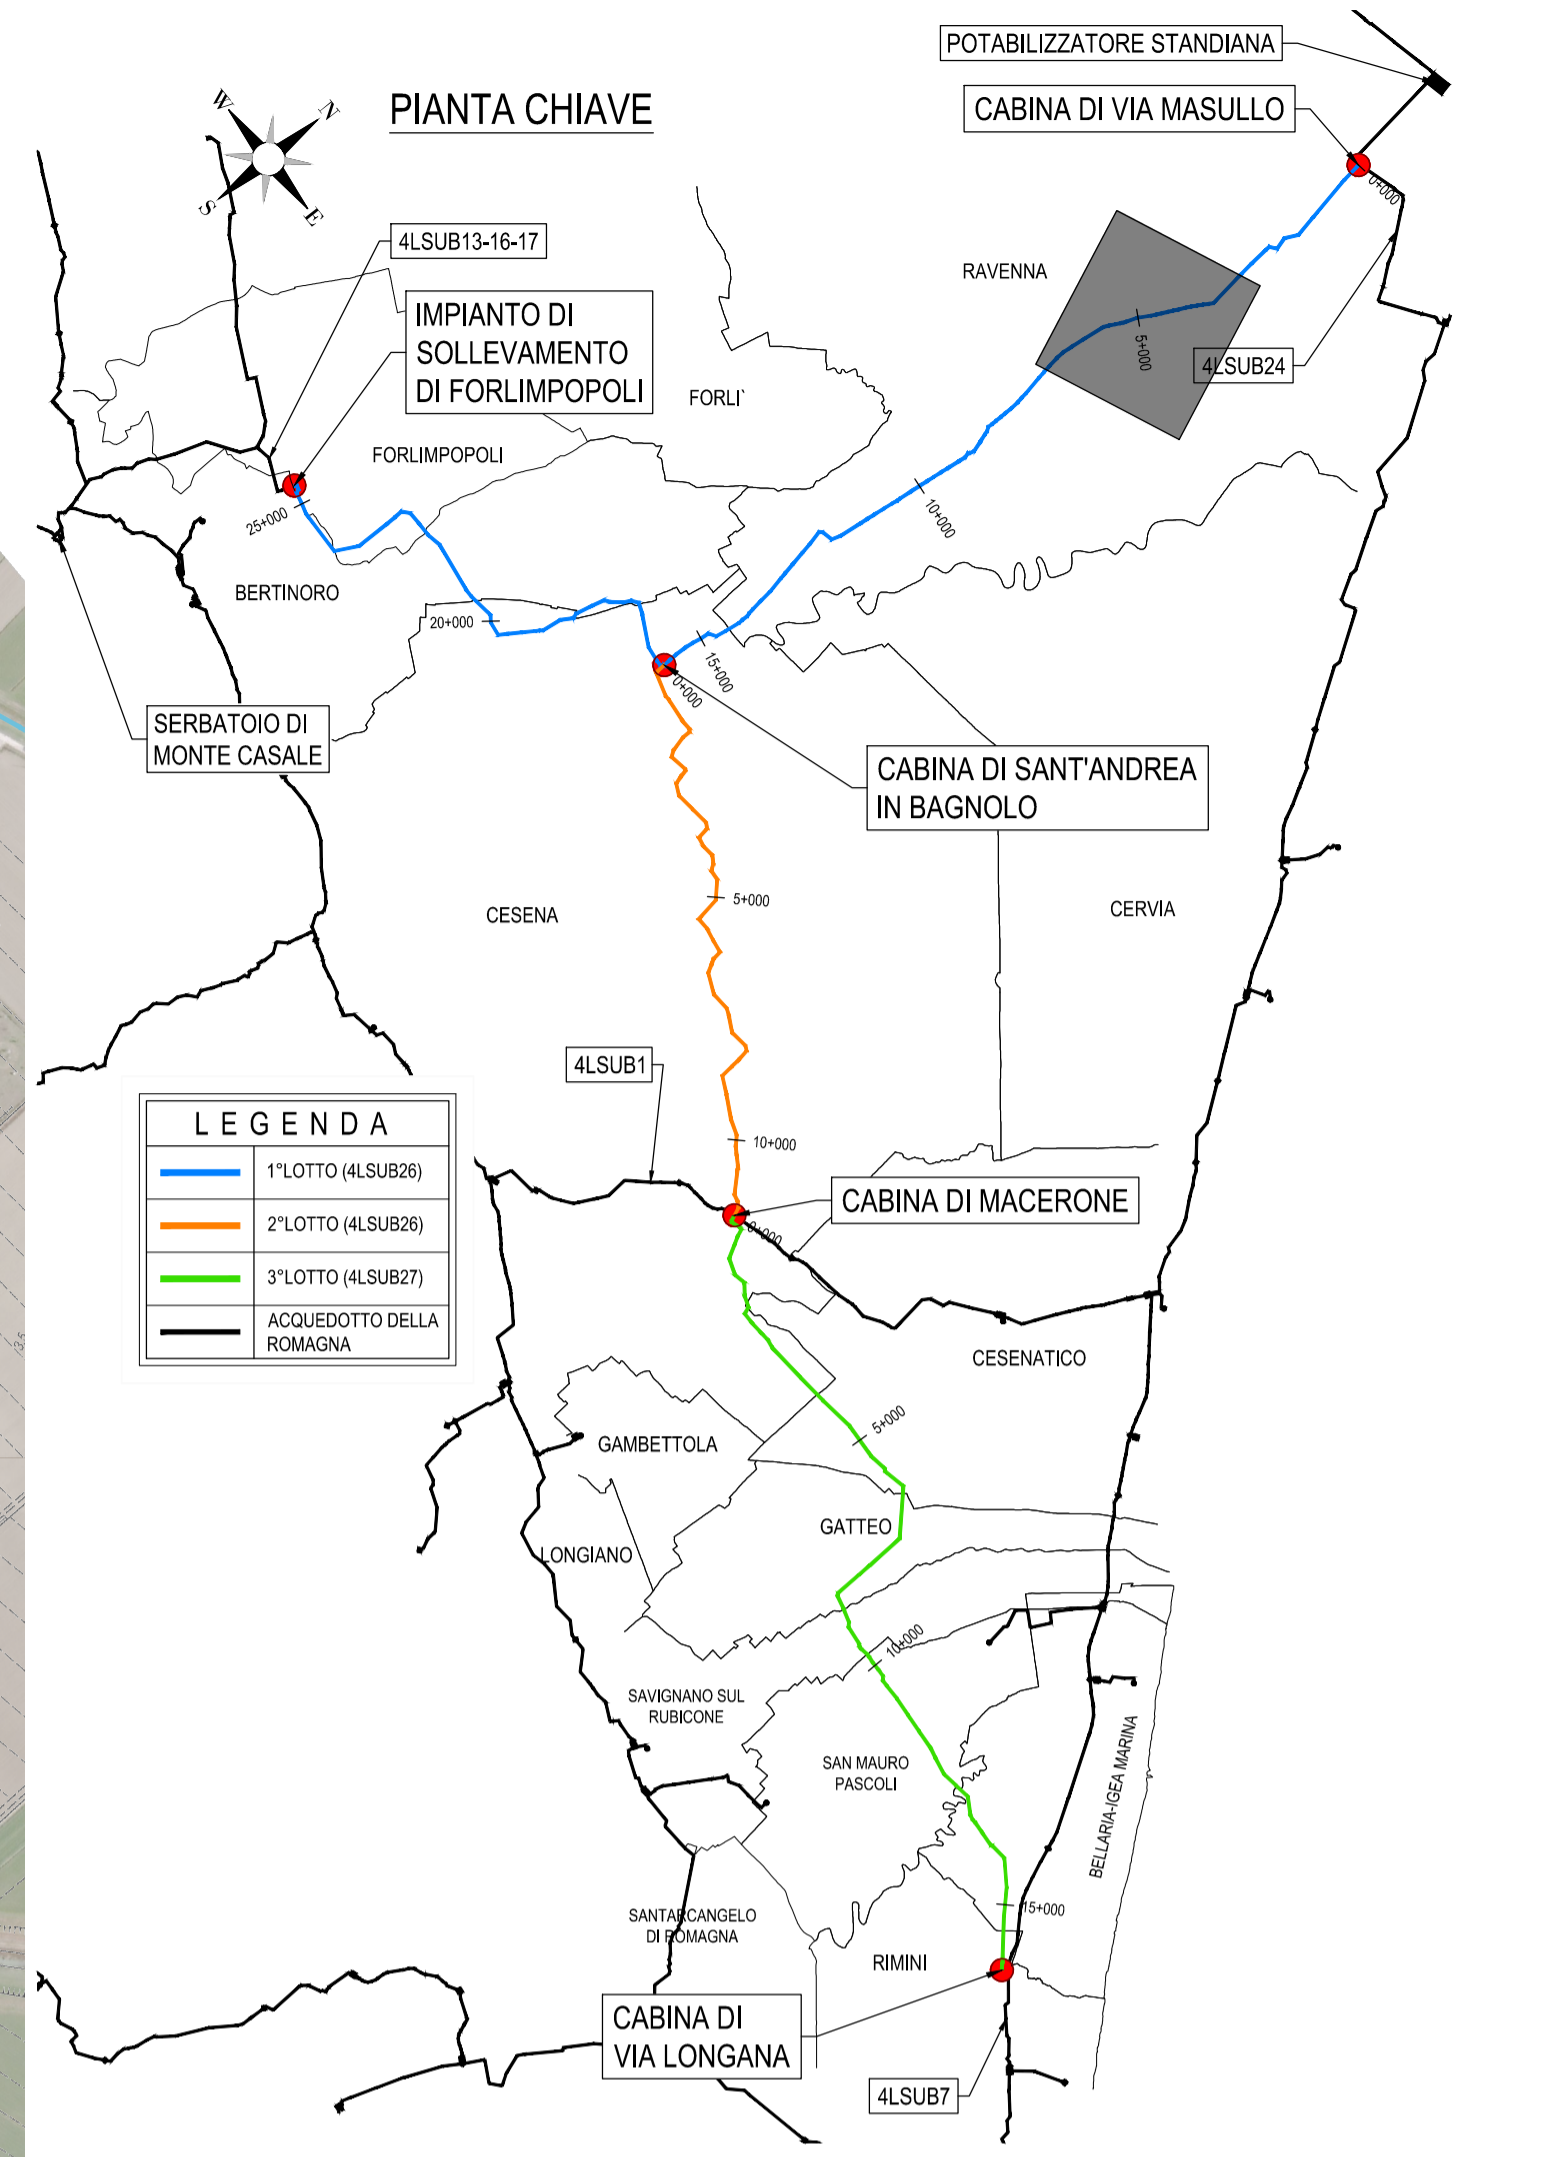 POTABILIZZATORE STANDIANA
PIANTA CHIAVE
CABINA DI VIA MASULLO
W
N
S
E
0+000
4LSUB13-16-17
RAVENNA
IMPIANTO DI
SOLLEVAMENTO
DI FORLIMPOPOLI
5+000
4LSUB24
FORLI`
FORLIMPOPOLI
25+000
10+000
BERTINORO
20+000
15+000
0+000
SERBATOIO DI
MONTE CASALE
CABINA DI SANT'ANDREA
IN BAGNOLO
5+000
CESENA
CERVIA
4LSUB1
LEGENDA
1°LOTTO (4LSUB26)
2°LOTTO (4LSUB26)
3°LOTTO (4LSUB27)
ACQUEDOTTO DELLA
ROMAGNA
10+000
CABINA DI MACERONE
0+000
3.5
CESENATICO
5+000
GAMBETTOLA
GATTEO
LONGIANO
10+000
SAVIGNANO SUL
RUBICONE
SAN MAURO
PASCOLI
BELLARIA-IGEA MARINA
15+000
SANTARCANGELO
DI ROMAGNA
RIMINI
CABINA DI
VIA LONGANA
4LSUB7